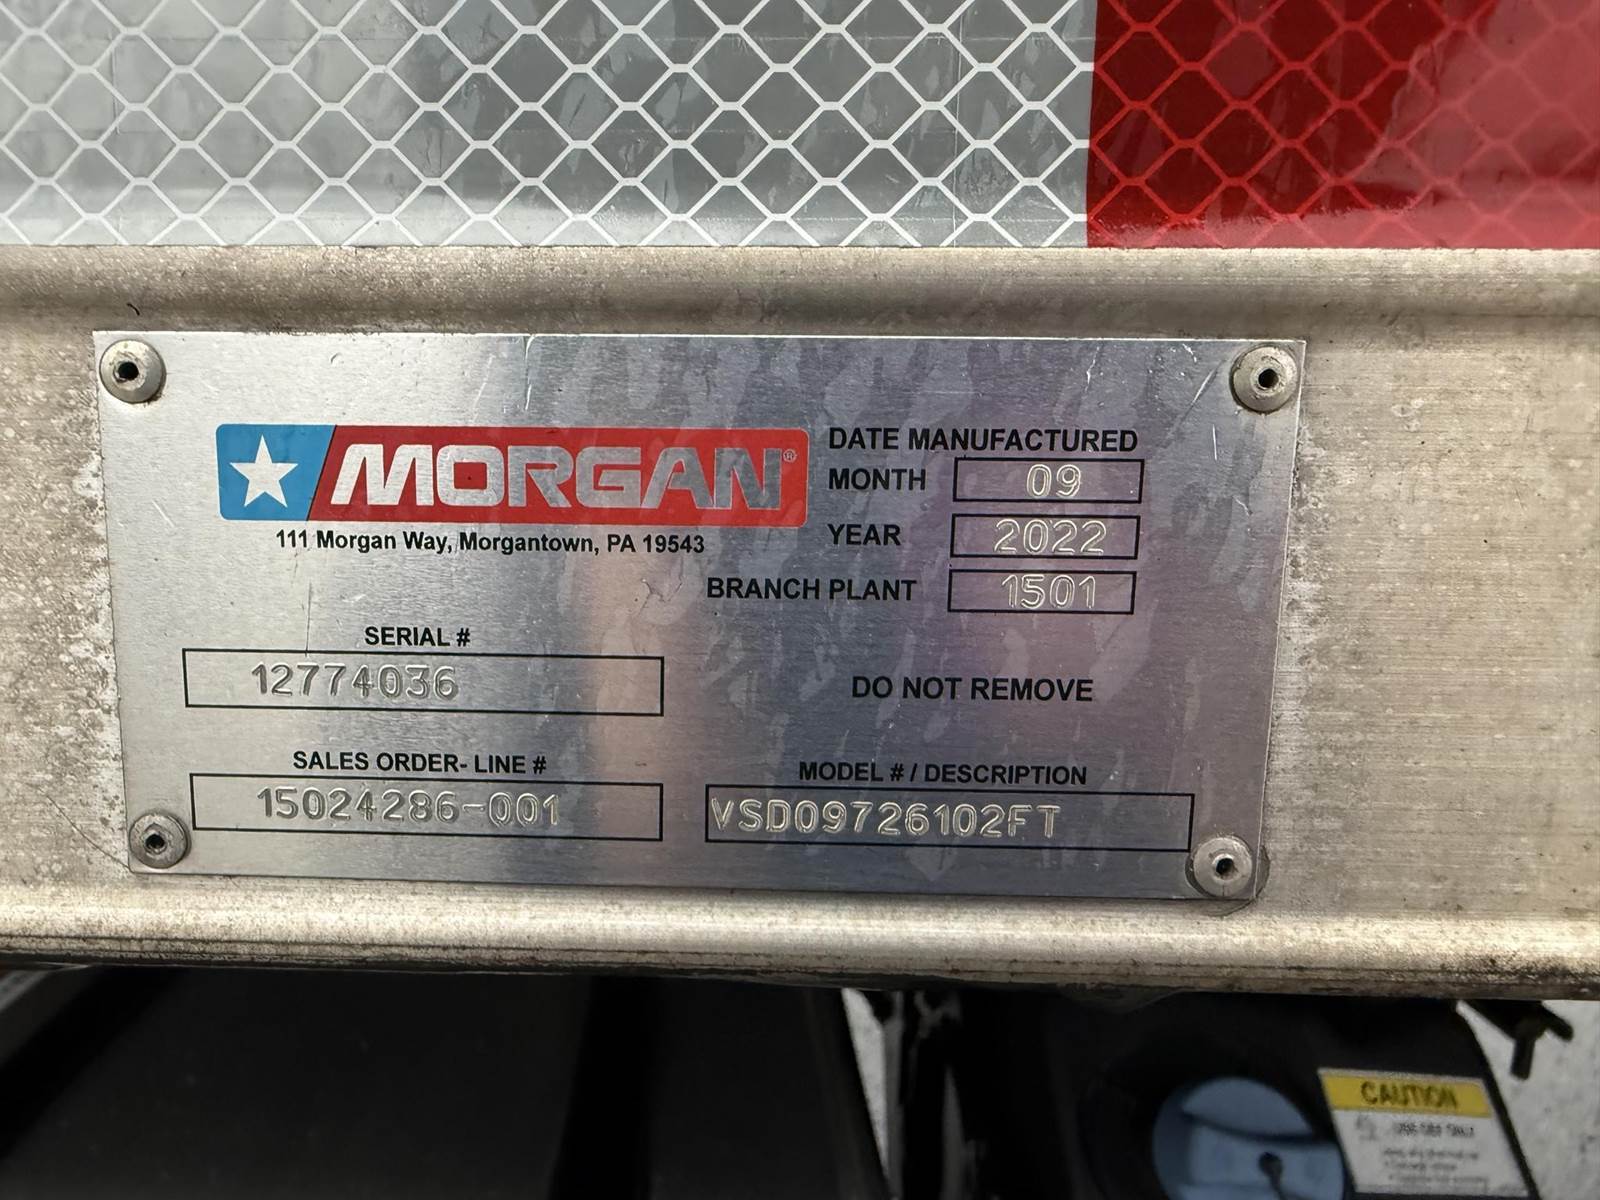 MORGAN®
111 Morgan Way, Morgantown, PA 19543
DATE MANUFACTURED
MONTH 09
YEAR 2022
BRANCH PLANT 1501
SERIAL #
12774036
DO NOT REMOVE
SALES ORDER- LINE #
15024286-001
MODEL # / DESCRIPTION
VSD09726102FT
CAUTION